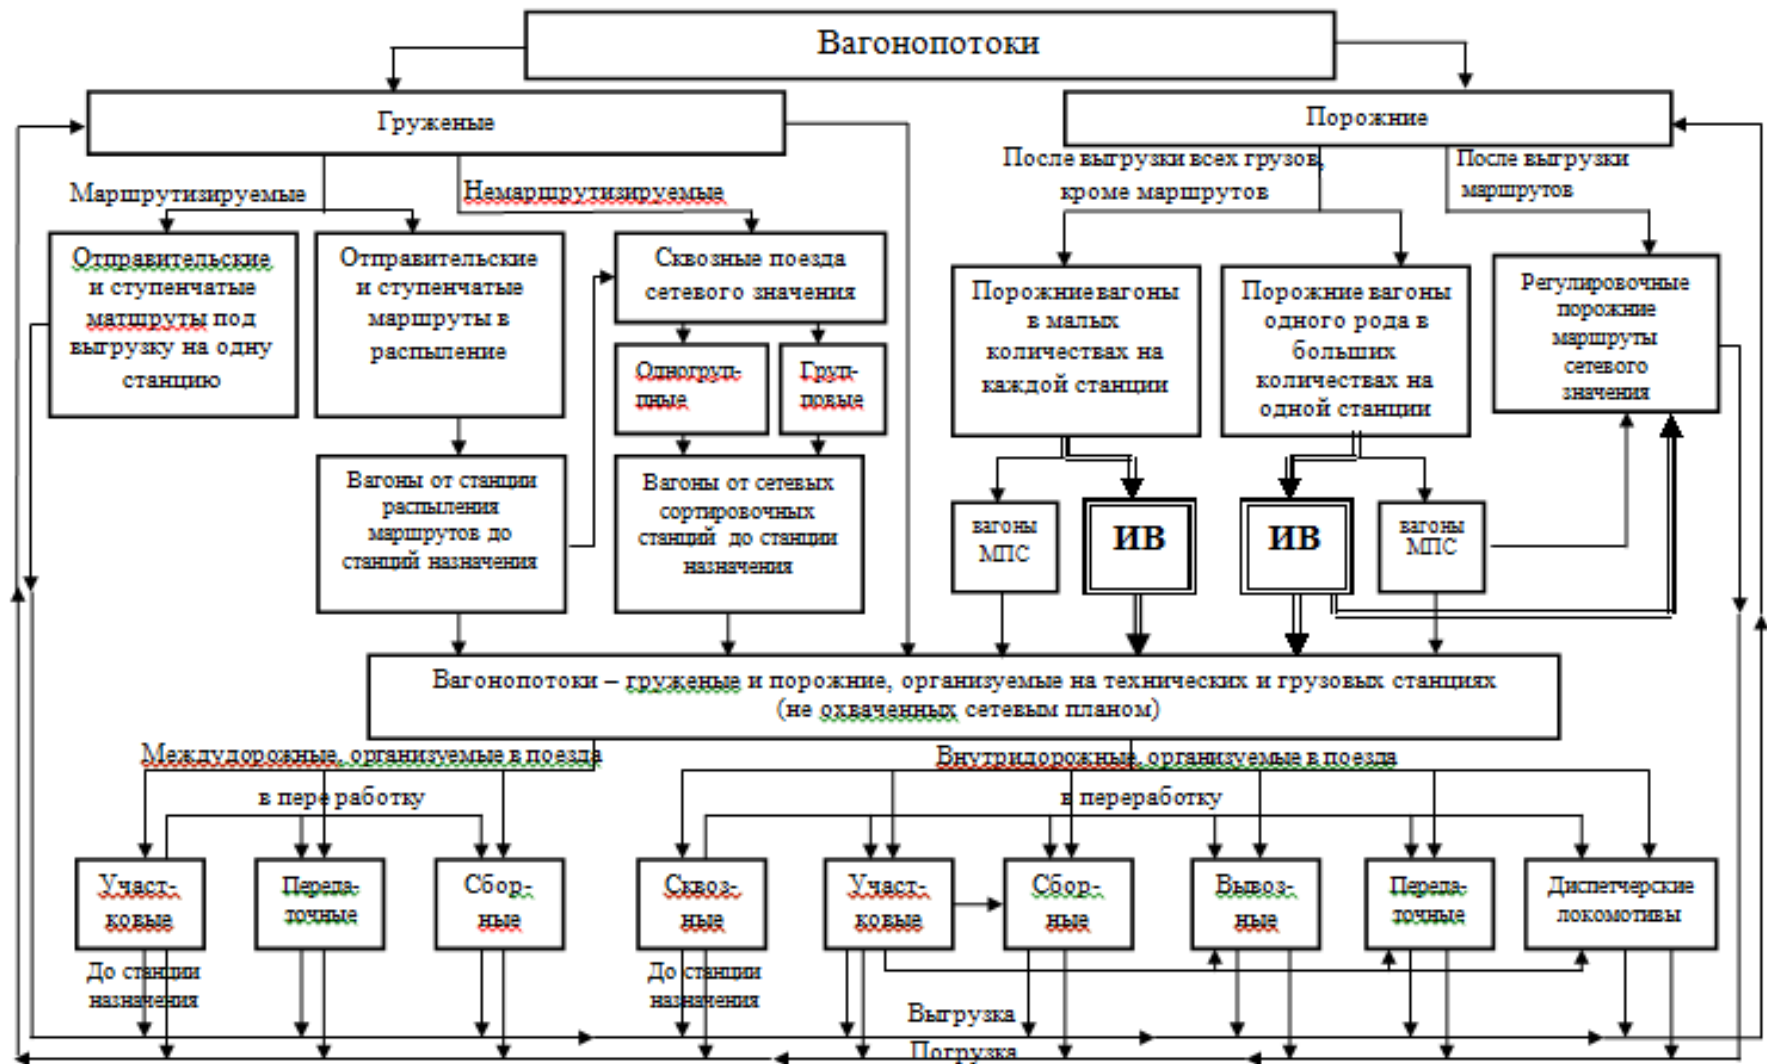 Вагонопотоки
Груженые
Порожние
Маршрутизируемые
Немаршрутизируемые
После выгрузки всех грузов,
кроме маршрутов
После выгрузки
маршрутов
Отправительские
и ступенчатые
матшруты под
выгрузку на одну
станцию
Отправительские
и ступенчатые
маршруты в
распыление
Сквозные поезда
сетевого значения
Одногруп-
пные
Груп-
повые
Порожние вагоны
в малых
количествах на
каждой станции
Порожние вагоны
одного рода в
больших
количествах на
одной станции
Регулировочные
порожние
маршруты
сетевого
значения
Вагоны от станции
распыления
маршрутов до
станций назначения
Вагоны от сетевых
сортировочных
станций до станции
назначения
вагоны
МПС
ИВ
ИВ
вагоны
МПС
Вагонопотоки – груженые и порожние, организуемые на технических и грузовых станциях
(не охваченных сетевым планом)
Междудорожные, организуемые в поезда
Внутридорожные, организуемые в поезда
в переработку
в переработку
Участ-
ковые
Переда-
точные
Сбор-
ные
Сквоз-
ные
Участ-
ковые
Сбор-
ные
Вывоз-
ные
Переда-
точные
Диспетчерские
локомотивы
До станции
назначения
До станции
назначения
Выгрузка
Погрузка